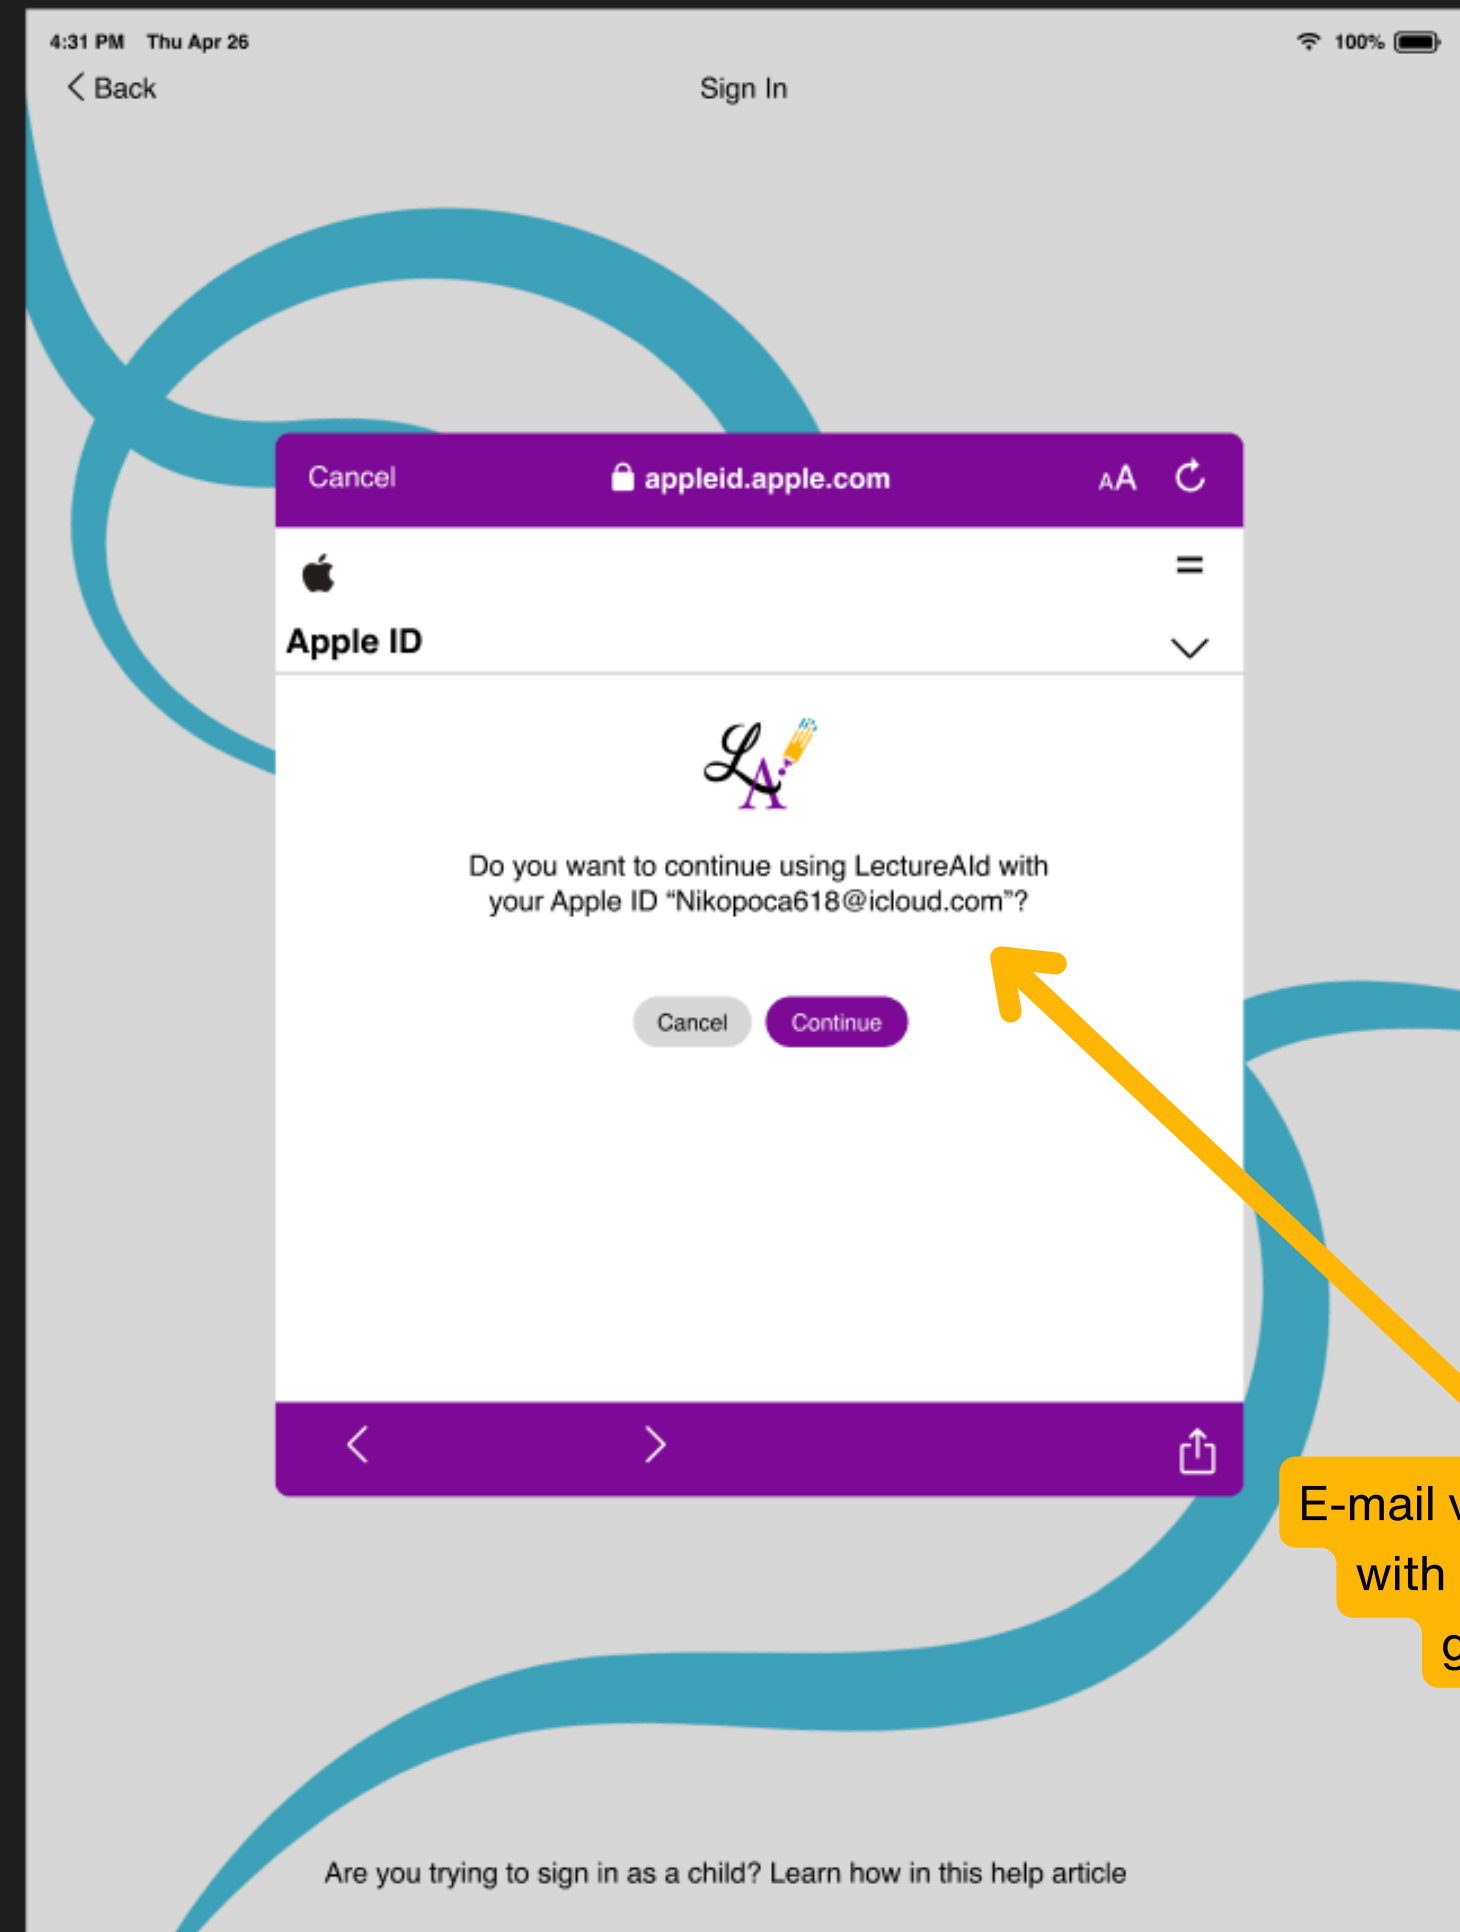 4:31 PM Thu Apr 26 100%
Back Sign In
Cancel appleid.apple.com AA
Apple ID
LA
Do you want to continue using LectureAId with
your Apple ID “Nikopoca618@icloud.com”?
Cancel Continue
E-mail
with
Are you trying to sign in as a child? Learn how in this help article